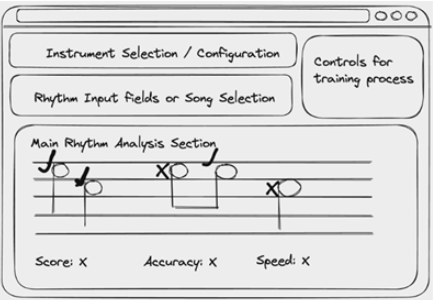 Instrument Selection / Configuration
Controls for
training process
Rhythm Input fields or Song Selection
Main Rhythm Analysis Section
x
x
Score: x
Accuracy: x
Speed: x